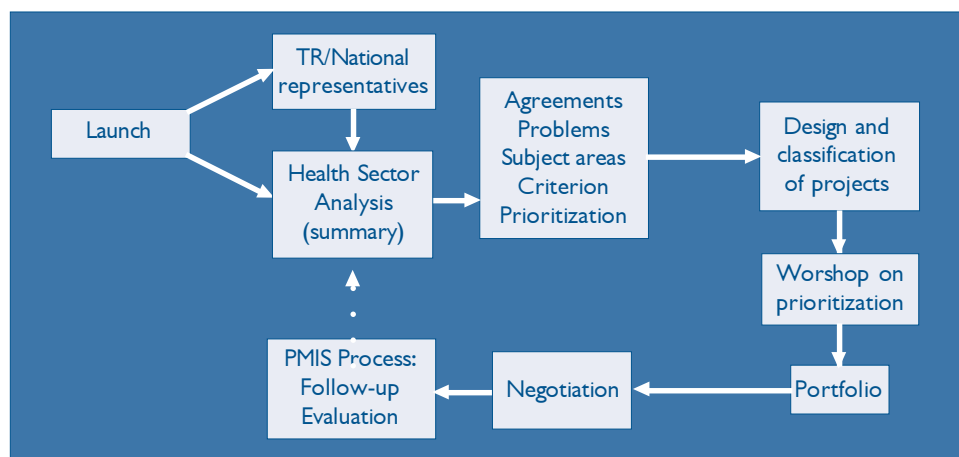 Launch
TR/National
representatives
Health Sector
Analysis
(summary)
Agreements
Problems
Subject areas
Criterion
Prioritization
Design and
classification
of projects
Worshop on
prioritization
Portfolio
Negotiation
PMIS Process:
Follow-up
Evaluation